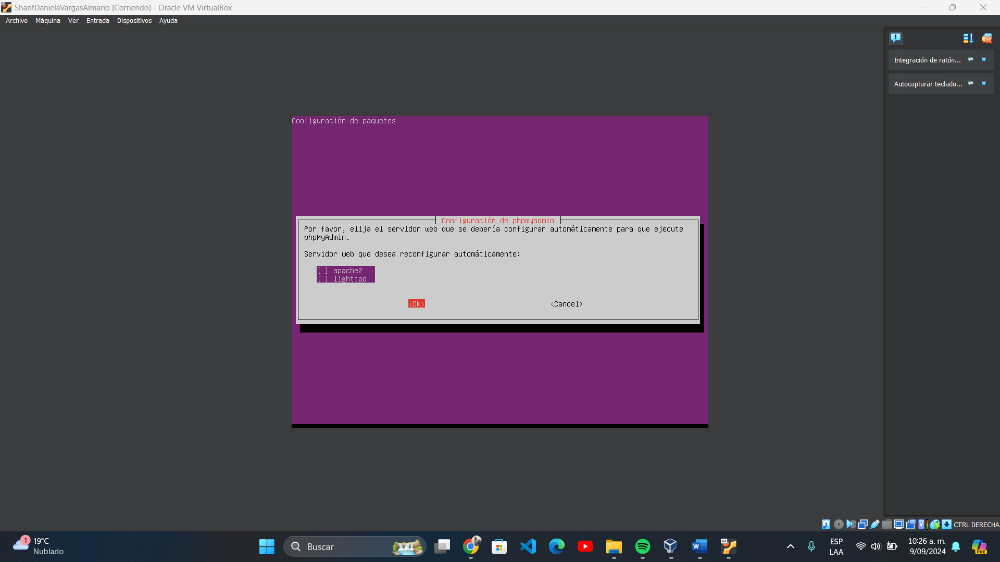 SharitDanielaVargasAlmario [Corriendo] - Oracle VM VirtualBox
Archivo Máquina Ver Entrada Dispositivos Ayuda
Integración de ratón...
Autocapturar teclado...
Configuración de paquetes
Configuración de phpmyadmin
Por favor, elija el servidor web que se debería configurar automáticamente para que ejecute
phpMyAdmin.
Servidor web que desea reconfigurar automáticamente:
[ ] apache2
[ ] lighttpd
<Ok> <Cancel>
CTRL DERECHA
1
19°C
Nublado
Buscar
ESP
LAA
10:26 a. m.
9/09/2024
PRE